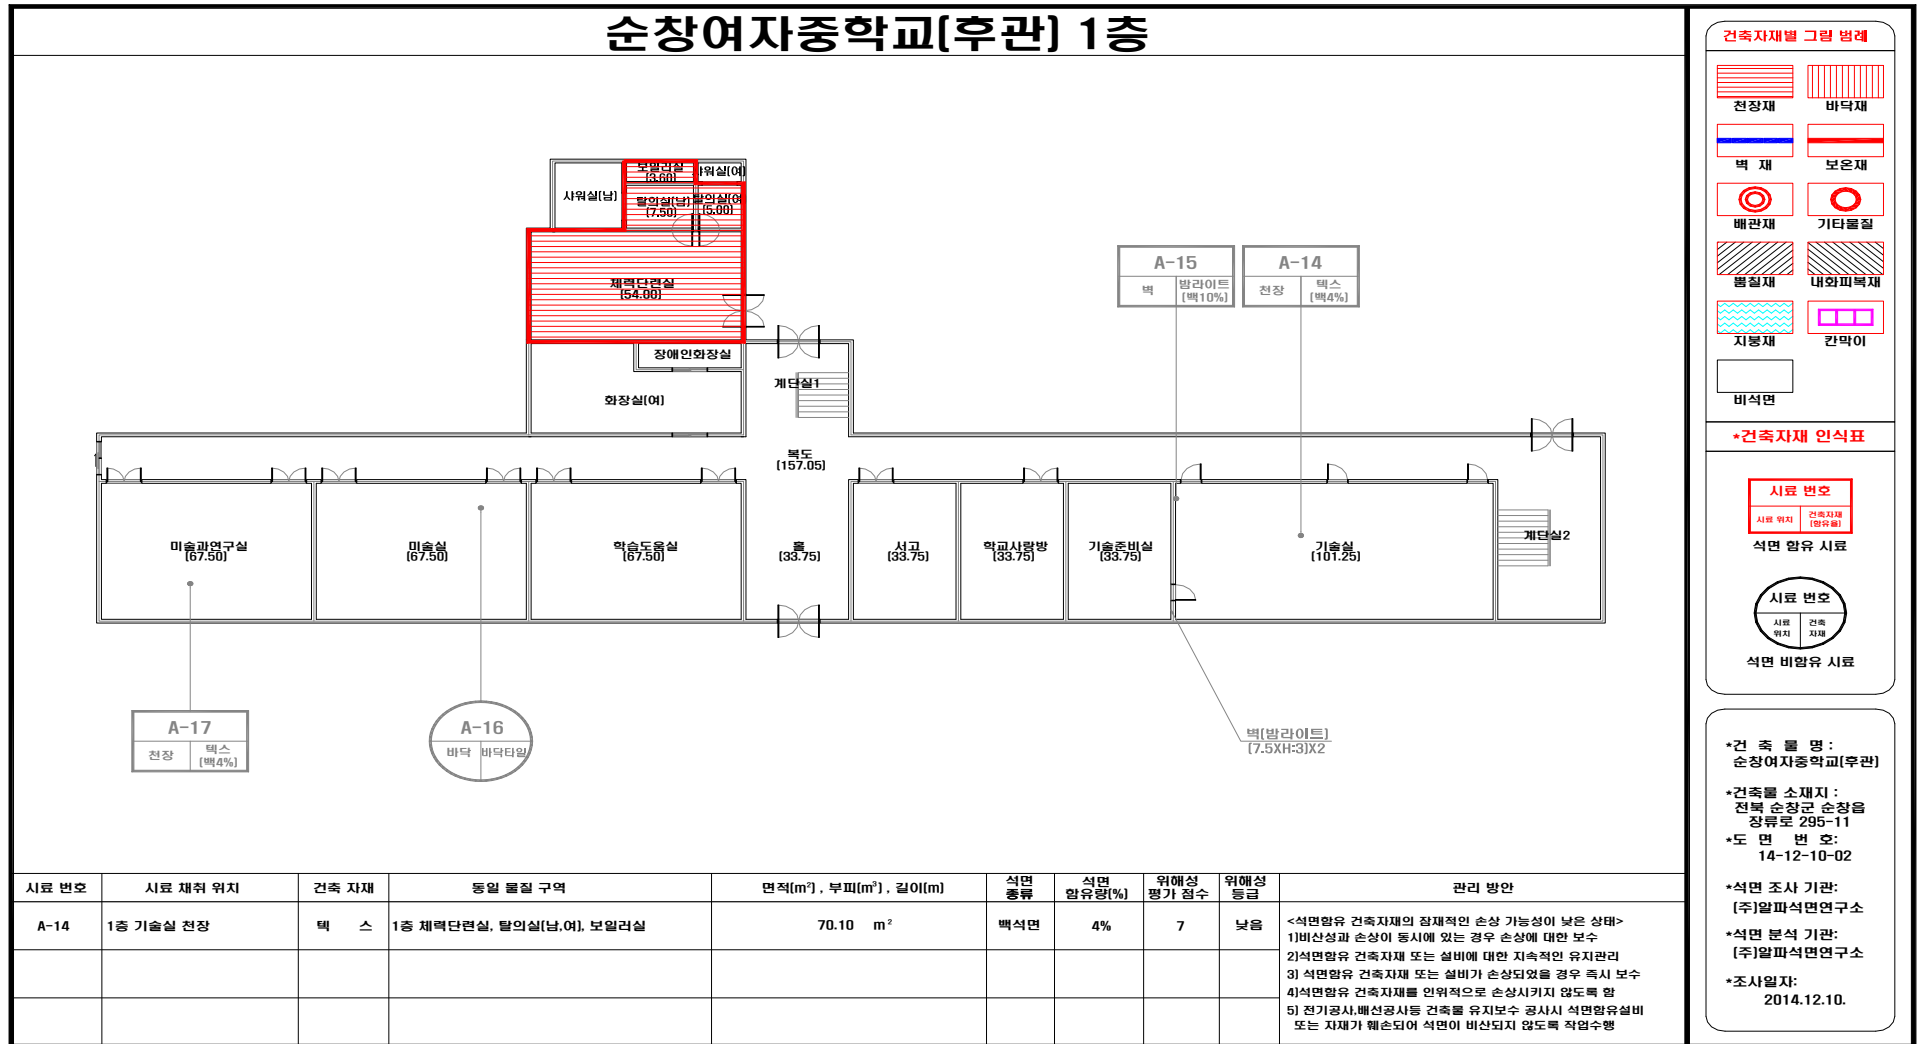 순창여자중학교(후관) 1층
보일러실
(3.60)
샤워실(여)
샤워실(남)
탈의실(남)
(7.50)
탈의실(여)
(5.00)
체력단련실
(54.00)
장애인화장실
화장실(여)
계단실1
복도
(157.05)
A-15
벽
밤라이트
(백10%)
A-14
천장
텍스
(백4%)
미술과연구실
(67.50)
미술실
(67.50)
학습도움실
(67.50)
홀
(33.75)
서고
(33.75)
학교사랑방
(33.75)
기술준비실
(33.75)
기술실
(101.25)
계단실2
A-17
천장
텍스
(백4%)
A-16
바닥
바닥타일
벽(밤라이트)
(7.5XH:3)X2
시료 번호
시료 채취 위치
건축 자재
동일 물질 구역
면적(m²) , 부피(m³) , 길이(m)
석면
종류
석면
함유량(%)
위해성
평가 점수
위해성
등급
관리 방안
A-14
1층 기술실 천장
텍 스
1층 체력단련실, 탈의실(남,여), 보일러실
70.10 m²
백석면
4%
7
낮음
<석면함유 건축자재의 잠재적인 손상 가능성이 낮은 상태>
1)비산성과 손상이 동시에 있는 경우 손상에 대한 보수
2)석면함유 건축자재 또는 설비에 대한 지속적인 유지관리
3) 석면함유 건축자재 또는 설비가 손상되었을 경우 즉시 보수
4)석면함유 건축자재를 인위적으로 손상시키지 않도록 함
5) 전기공사,배선공사등 건축물 유지보수 공사시 석면함유설비
또는 자재가 훼손되어 석면이 비산되지 않도록 작업수행
건축자재별 그림 범례
천장재
바닥재
벽 재
보온재
배관재
기타물질
뿜칠재
내화피복재
지붕재
칸막이
비석면
*건축자재 인식표
시료 번호
시료 위치
건축자재
(함유율)
석면 함유 시료
시료 번호
시료
위치
건축
자재
석면 비함유 시료
*건 축 물 명 :
순창여자중학교(후관)
*건축물 소재지 :
전북 순창군 순창읍
장류로 295-11
*도 면 번 호:
14-12-10-02
*석면 조사 기관:
(주)알파석면연구소
*석면 분석 기관:
(주)알파석면연구소
*조사일자:
2014.12.10.